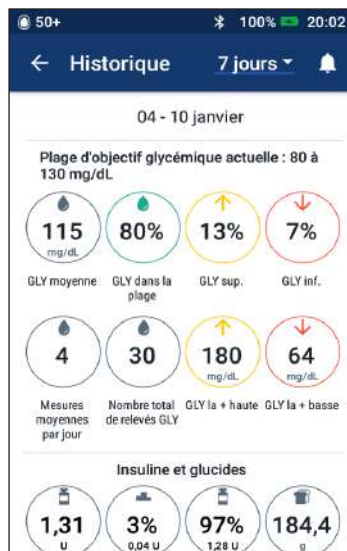 50+ 100% 20:02
Historique 7 jours
04 - 10 janvier
Plage d'objectif glycémique actuelle : 80 à
130 mg/dL
115 80% 13% 7%
mg/dL
GLY moyenne GLY dans la GLY sup. GLY inf.
plage
4 30 180 64
mg/dL mg/dL
Mesures Nombre total GLY la + haute GLY la + basse
moyennes de relevés GLY
par jour
Insuline et glucides
1,31 3% 97% 184,4
U 0,04 U 1,28 U g